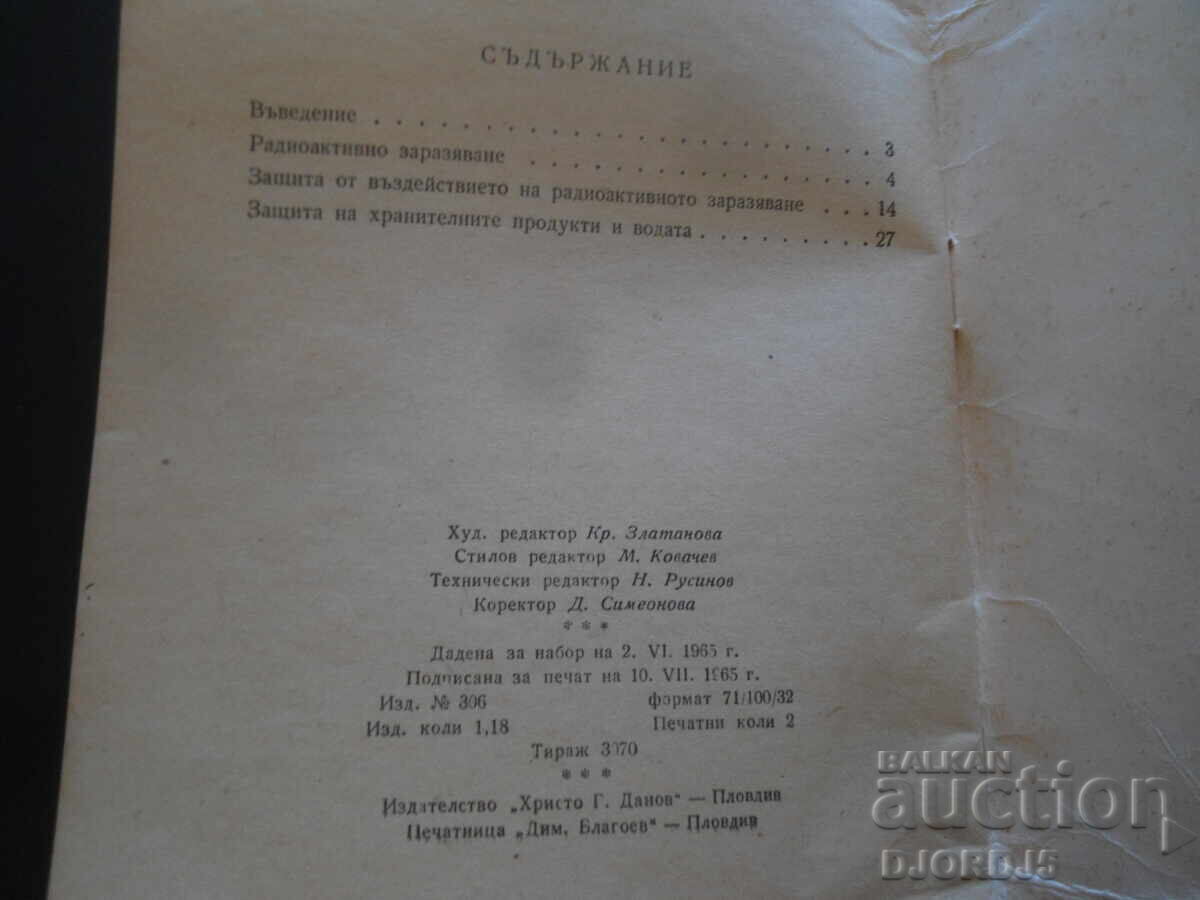 СЪДЪРЖАНИЕ
Въведение . . . . . . . . . . . . . . . . . . . . . . . 3
Радиоактивно заразяване . . . . . . . . . . . . . . . . 4
Защита от въздействието на радиоактивното заразяване . . . 14
Защита на хранителните продукти и водата . . . . . . . . . 27
Худ. редактор Кр. Златанова
Стилов редактор М. Ковачев
Технически редактор Н. Русинов
Коректор Д. Симеонова
* * *
Дадена за набор на 2. VI. 1965 г.
Подписана за печат на 10. VII. 1965 г.
Изд. № 306 формат 71/100/32
Изд. коли 1,18 Печатни коли 2
Тираж 3070
* * *
Издателство „Христо Г. Данов“ — Пловдив
Печатница „Дим. Благоев“ — Пловдив
BALKAN
auction
DJORDJ5